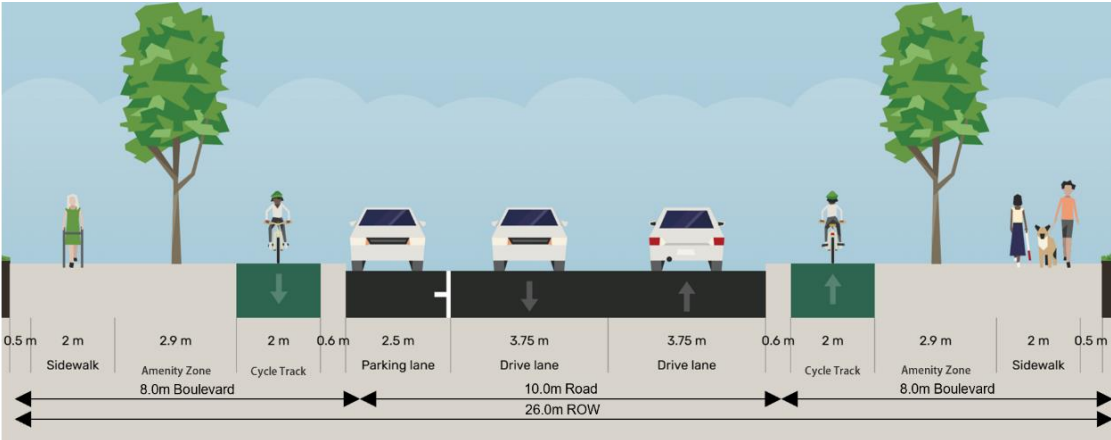 0.5 m 2 m 2.9 m 2 m 0.6 m 2.5 m 3.75 m 3.75 m 0.6 m 2 m 2.9 m 2 m 0.5 m
Sidewalk Amenity Zone Cycle Track Parking lane Drive lane Drive lane Cycle Track Amenity Zone Sidewalk
8.0m Boulevard 10.0m Road 8.0m Boulevard
26.0m ROW